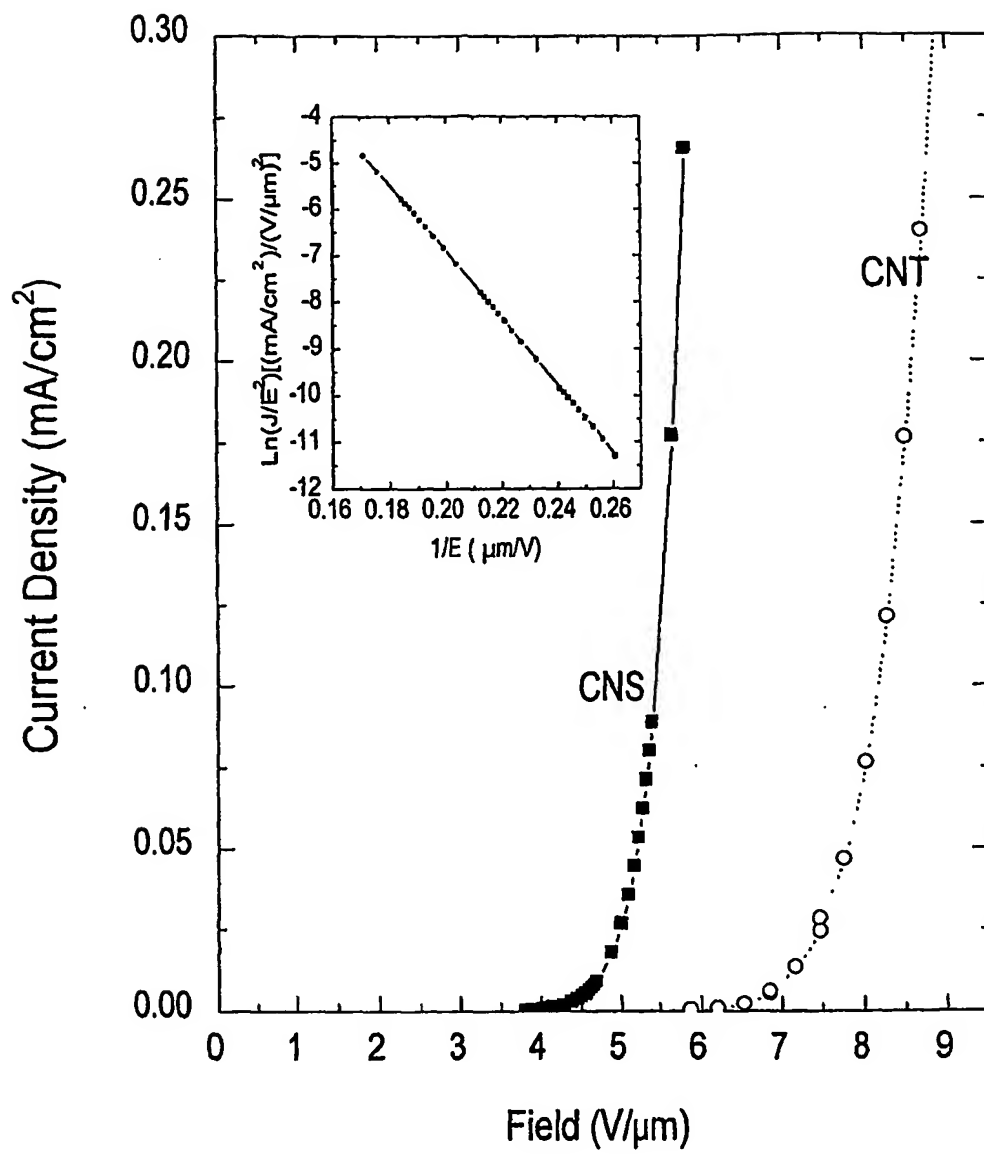 0.30
0.25
0.20
0.15
0.10
0.05
0.00
Current Density (mA/cm²)
0 1 2 3 4 5 6 7 8 9
Field (V/μm)
CNS
CNT
-4
-5
-6
-7
-8
-9
-10
-11
-12
Ln(J/E²)[(mA/cm²)/(V/μm)²]
0.16 0.18 0.20 0.22 0.24 0.26
1/E ( μm/V)